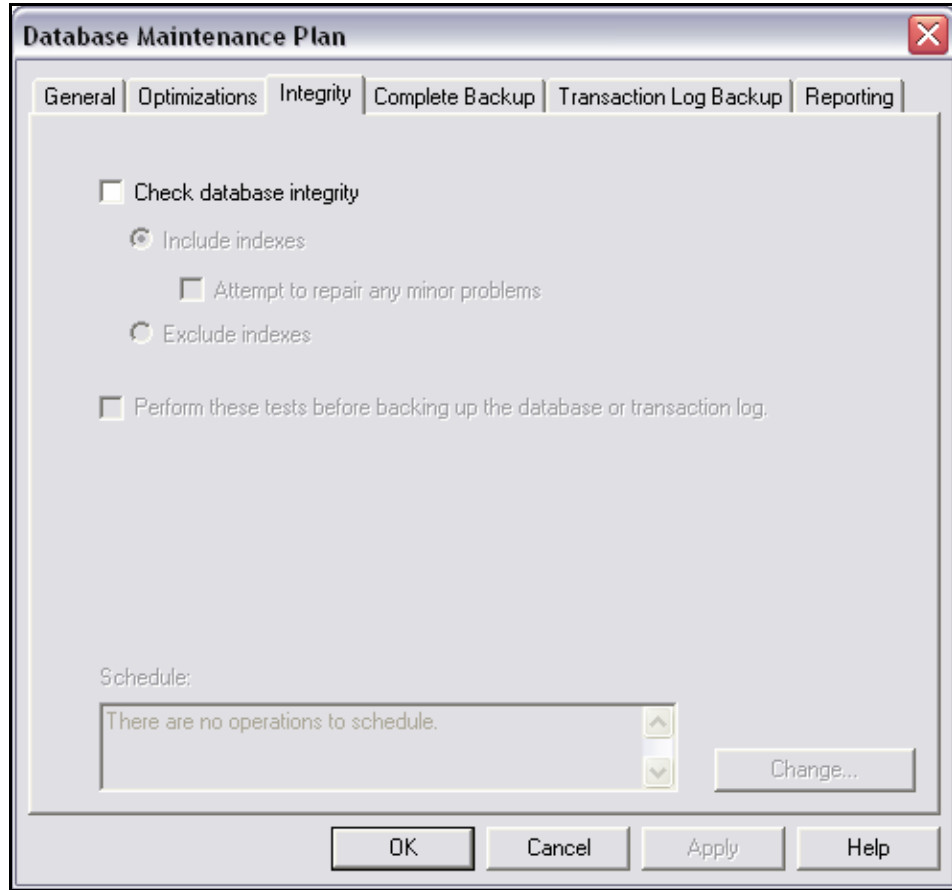 Database Maintenance Plan
General Optimizations Integrity Complete Backup Transaction Log Backup Reporting
Check database integrity
Include indexes
Attempt to repair any minor problems
Exclude indexes
Perform these tests before backing up the database or transaction log.
Schedule:
There are no operations to schedule.
Change...
OK Cancel Apply Help